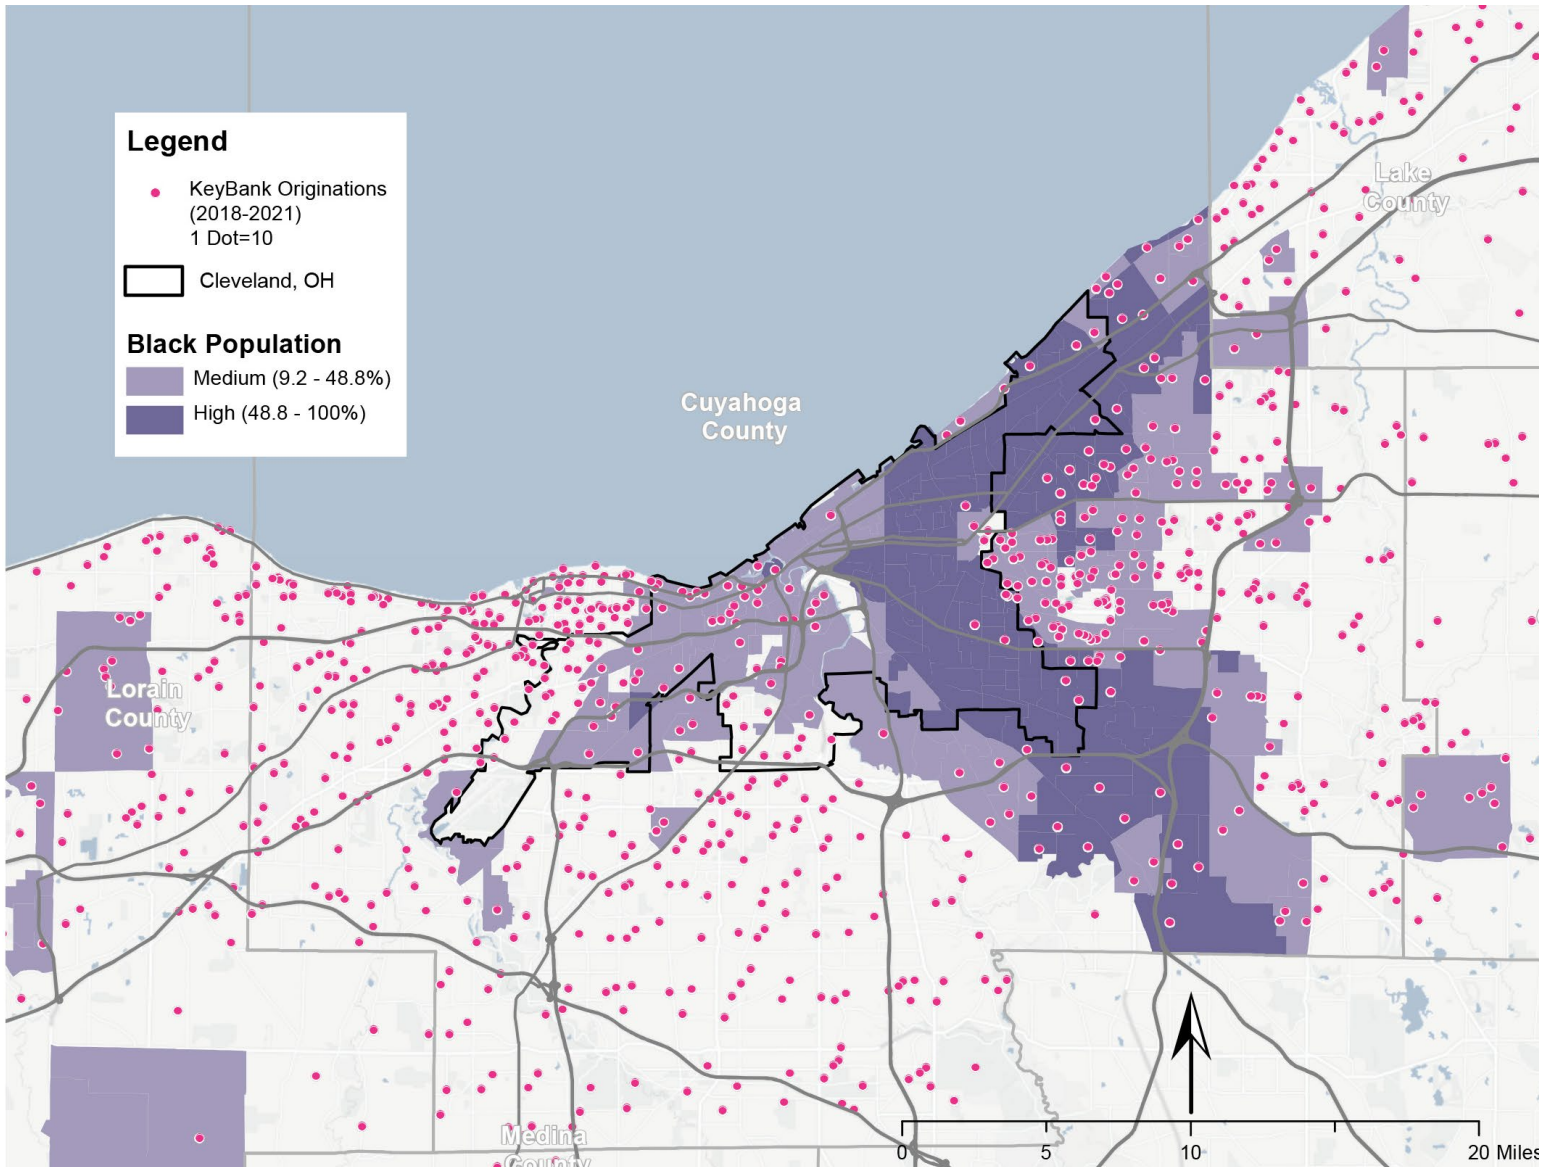 Legend
KeyBank Originations
(2018-2021)
1 Dot=10
Cleveland, OH
Black Population
Medium (9.2 - 48.8%)
High (48.8 - 100%)
Lake
County
Cuyahoga
County
Lorain
County
Medina
County
0 5 10 20 Miles